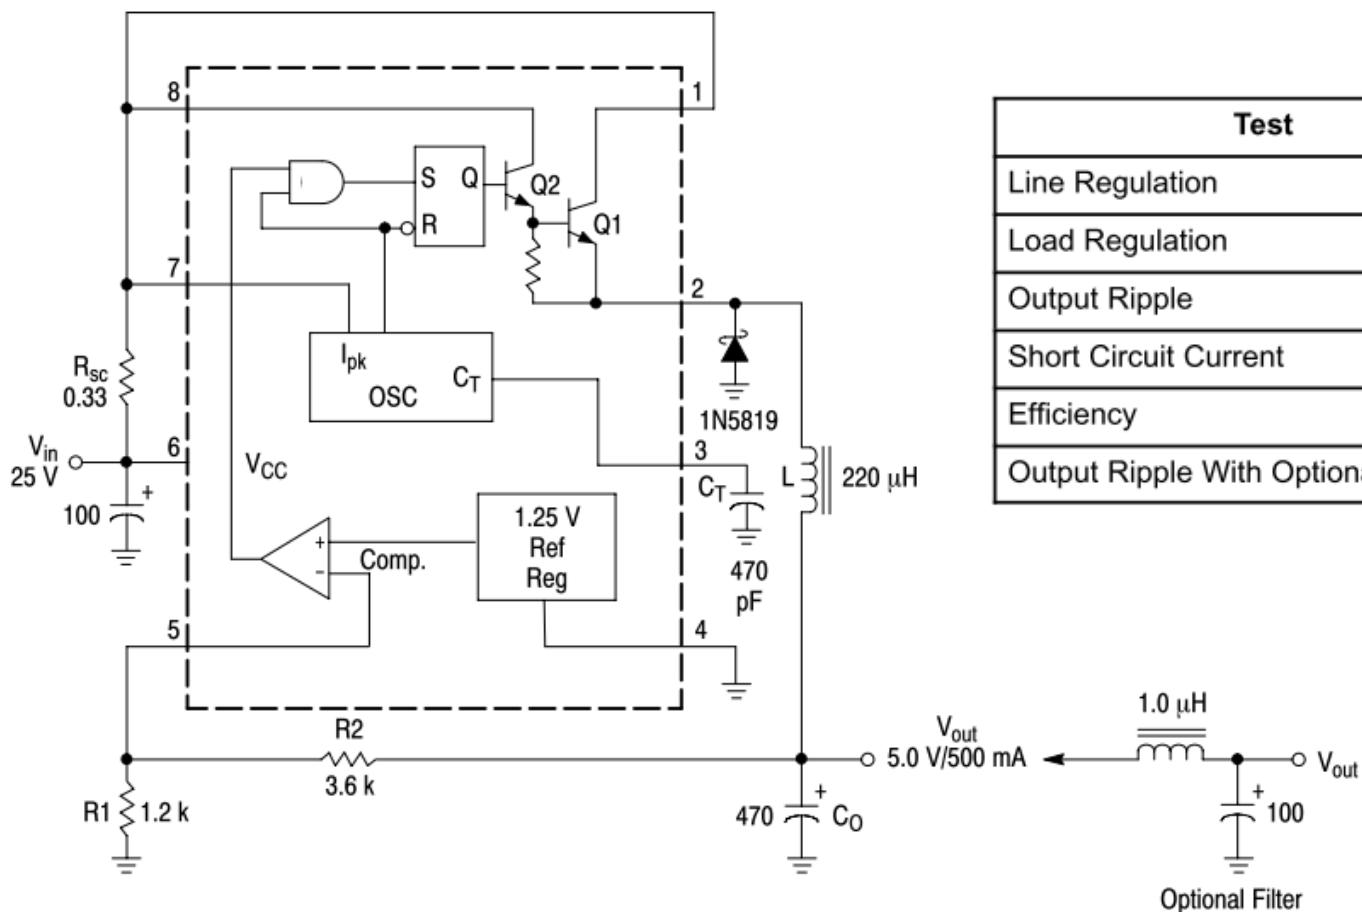 8
1
S
Q
Q2
R
Q1
7
2
Ipk
CT
OSC
Rsc
0.33
1N5819
Vin
25 V
6
VCC
3
CT
L
220 μH
100
+
1.25 V
Ref
Reg
+
−
Comp.
470
pF
5
4
R2
3.6 k
R1
1.2 k
Vout
5.0 V/500 mA
470
+
CO
1.0 μH
Vout
+
100
Optional Filter
Test
Line Regulation
Load Regulation
Output Ripple
Short Circuit Current
Efficiency
Output Ripple With